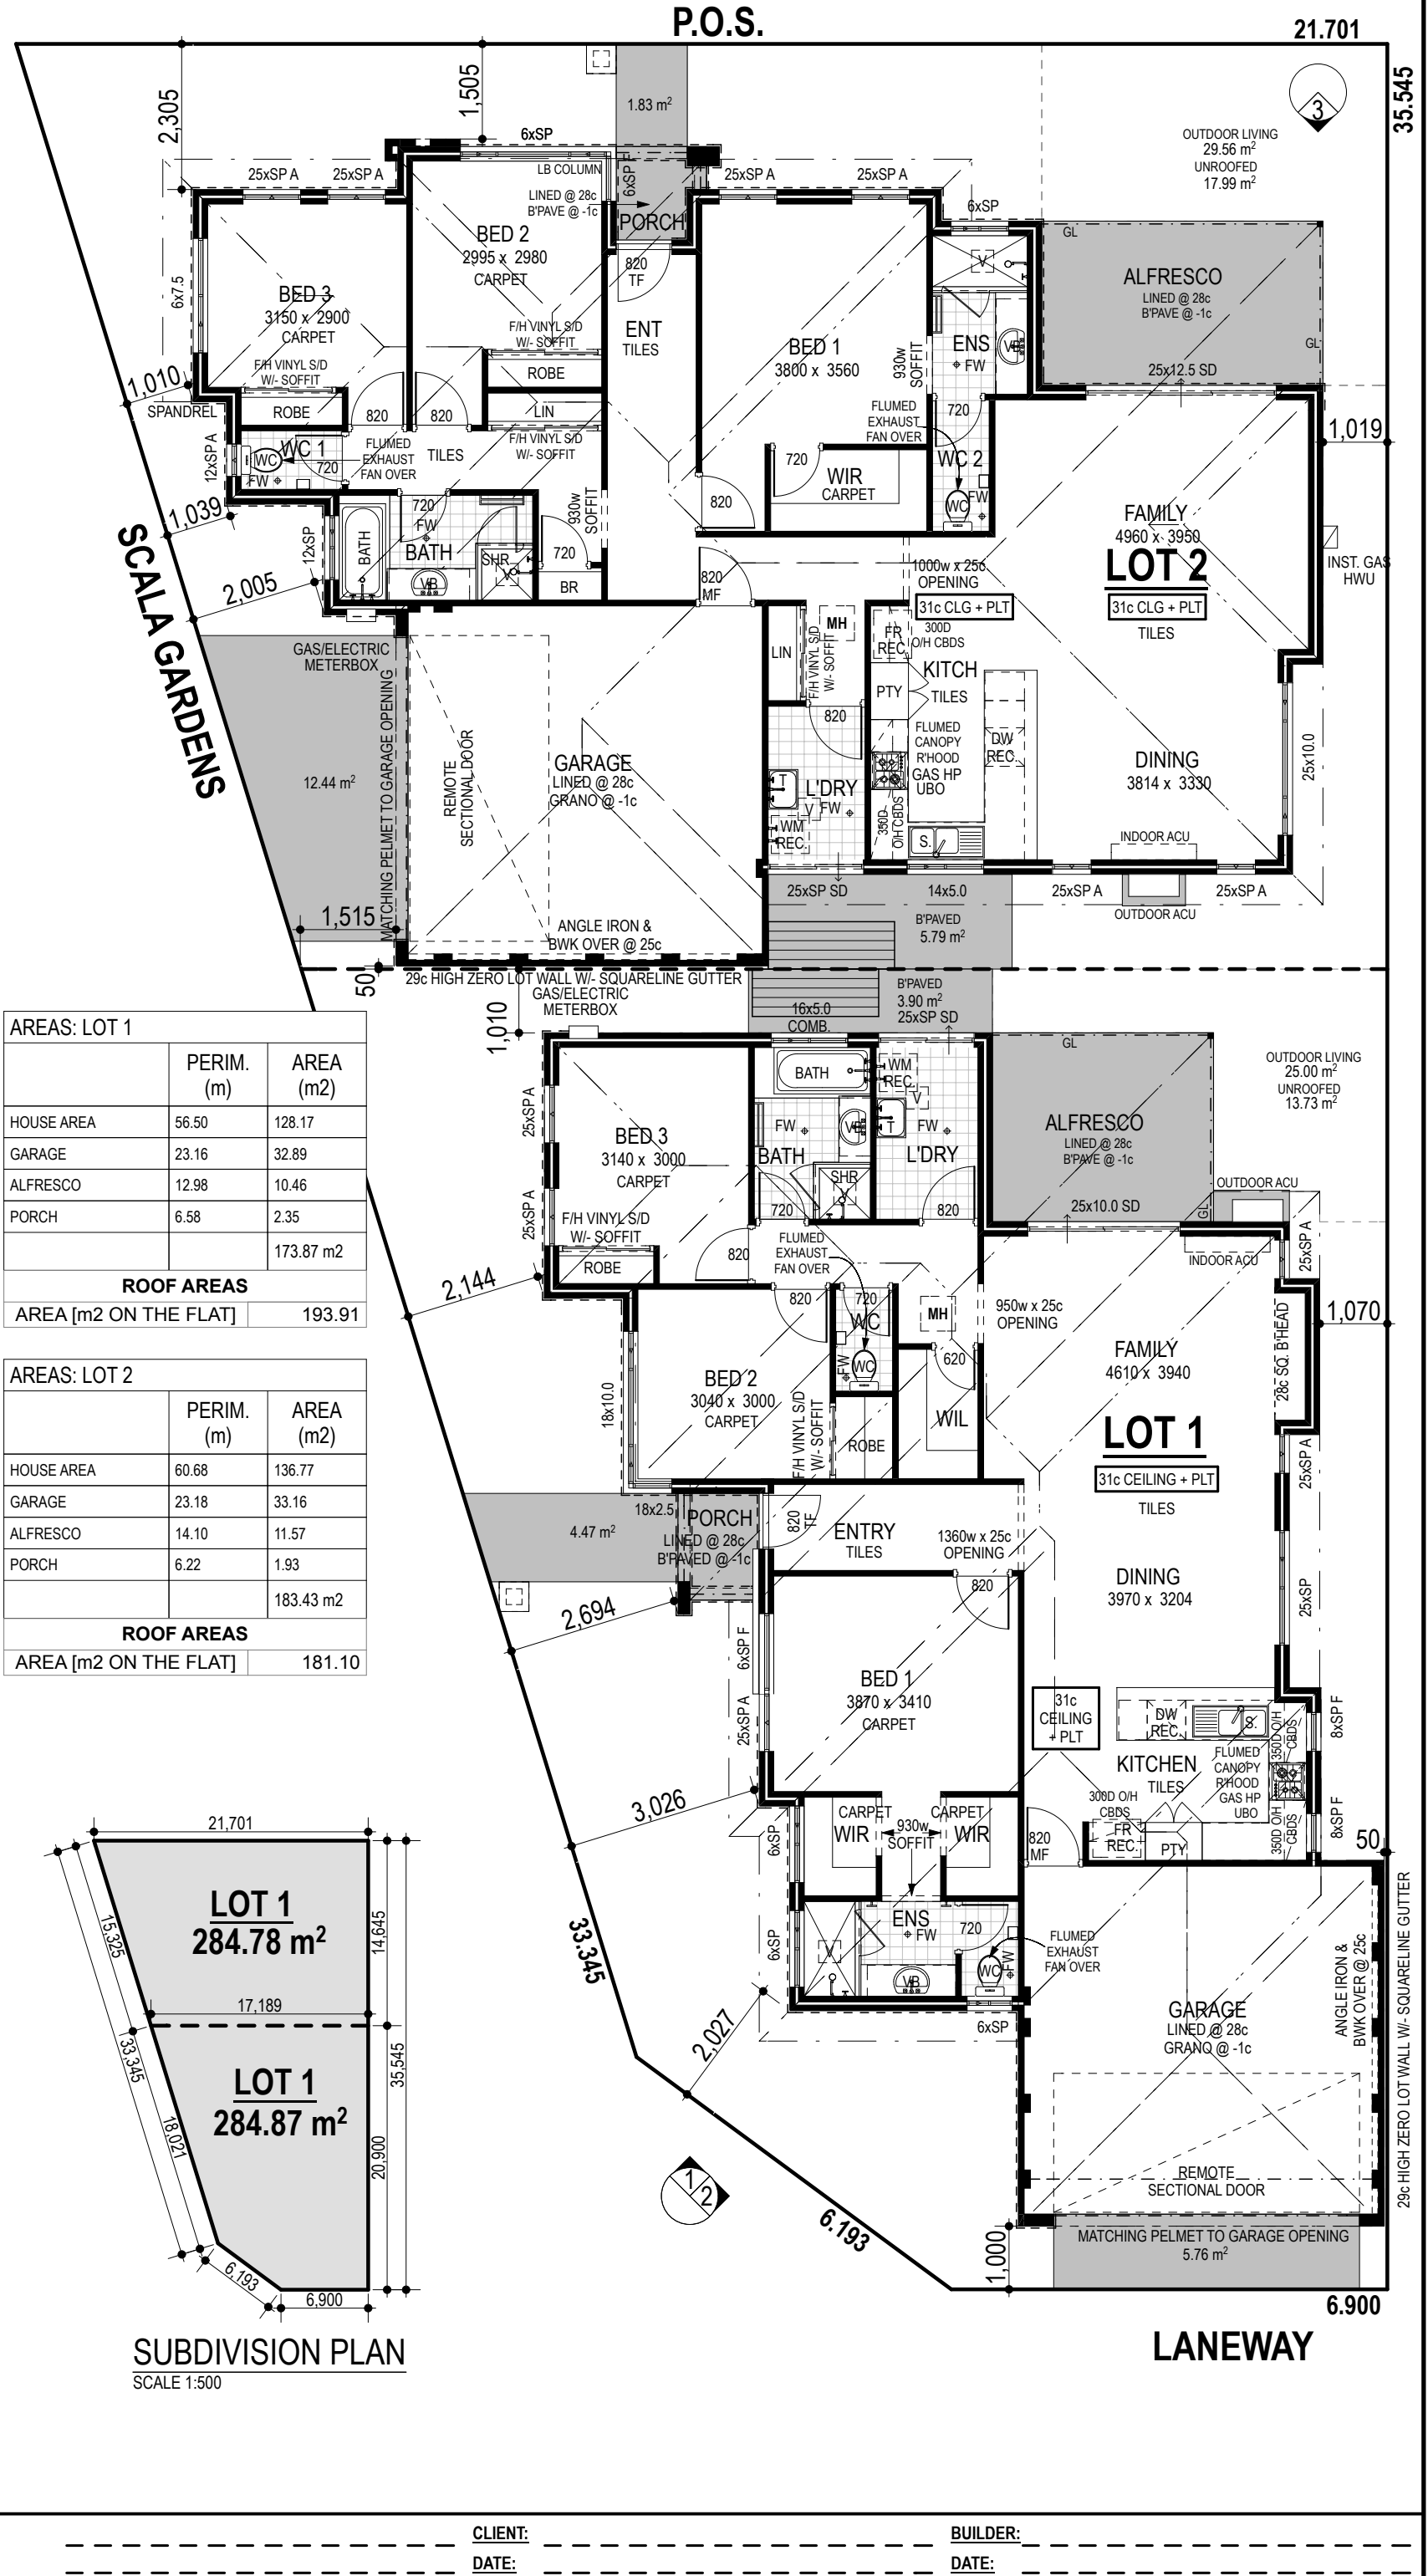 P.O.S.
21.701
35.545
2,305
1,505
1.83 m²
3
OUTDOOR LIVING
29.56 m²
UNROOFED
17.99 m²
6xSP
25xSP A
25xSP A
LB COLUMN
6xSP F
LINED @ 28c
B'PAVE @ -1c
PORCH
25xSP A
25xSP A
6xSP
GL
ALFRESCO
LINED @ 28c
B'PAVE @ -1c
GL
25x12.5 SD
BED 2
2995 x 2980
CARPET
F/H VINYL S/D
W/- SOFFIT
ROBE
6x7.5
BED 3
3150 x 2900
CARPET
F/H VINYL S/D
W/- SOFFIT
ROBE
820
TF
ENT
TILES
BED 1
3800 x 3560
V
ENS
FW
VB
930w
SOFFIT
FLUMED
EXHAUST
FAN OVER
720
1,010
SPANDREL
820
820
LIN
F/H VINYL S/D
W/- SOFFIT
1,019
12xSP A
WC
WC 1
720
FW
FLUMED
EXHAUST
FAN OVER
TILES
720
WIR
CARPET
WC 2
WC
FW
820
1,039
SCALA GARDENS
12xSP
BATH
720
FW
BATH
VB
SHR
V
930w
SOFFIT
720
BR
2,005
FAMILY
4960 x 3950
LOT 2
31c CLG + PLT
TILES
INST. GAS
HWU
820
MF
1000w x 25c
OPENING
31c CLG + PLT
GAS/ELECTRIC
METERBOX
MATCHING PELMET TO GARAGE OPENING
LIN
MH
F/H VINYL S/D
W/- SOFFIT
FR
REC.
300D
O/H CBDS
KITCH
TILES
PTY
820
FLUMED
CANOPY
R'HOOD
GAS HP
UBO
DW
REC.
12.44 m²
REMOTE
SECTIONAL DOOR
GARAGE
LINED @ 28c
GRANO @ -1c
T
L'DRY
V
FW
WM
REC.
350D
O/H CBDS
S.
DINING
3814 x 3330
25x10.0
INDOOR ACU
25xSP SD
14x5.0
25xSP A
25xSP A
OUTDOOR ACU
1,515
ANGLE IRON &
BWK OVER @ 25c
B'PAVED
5.79 m²
50
29c HIGH ZERO LOT WALL W/- SQUARELINE GUTTER
GAS/ELECTRIC
METERBOX
1,010
B'PAVED
3.90 m²
25xSP SD
16x5.0
COMB.
AREAS: LOT 1
PERIM.
(m)
AREA
(m2)
HOUSE AREA 56.50 128.17
GARAGE 23.16 32.89
ALFRESCO 12.98 10.46
PORCH 6.58 2.35
173.87 m2
ROOF AREAS
AREA [m2 ON THE FLAT] 193.91
AREAS: LOT 2
PERIM.
(m)
AREA
(m2)
HOUSE AREA 60.68 136.77
GARAGE 23.18 33.16
ALFRESCO 14.10 11.57
PORCH 6.22 1.93
183.43 m2
ROOF AREAS
AREA [m2 ON THE FLAT] 181.10
25xSP A
BED 3
3140 x 3000
CARPET
25xSP A
F/H VINYL S/D
W/- SOFFIT
ROBE
BATH
FW
VB
BATH
SHR
V
720
WM
REC.
V
T
FW
L'DRY
820
GL
ALFRESCO
LINED @ 28c
B'PAVE @ -1c
GL
25x10.0 SD
OUTDOOR LIVING
25.00 m²
UNROOFED
13.73 m²
OUTDOOR ACU
INDOOR ACU
25xSP A
2,144
820
FLUMED
EXHAUST
FAN OVER
820
720
WC
WC
FW
MH
620
950w x 25c
OPENING
FAMILY
4610 x 3940
28c SQ. B'HEAD
1,070
18x10.0
BED 2
3040 x 3000
CARPET
F/H VINYL S/D
W/- SOFFIT
ROBE
WIL
LOT 1
31c CEILING + PLT
TILES
25xSP A
18x2.5
4.47 m²
PORCH
LINED @ 28c
B'PAVED @ -1c
820
TF
ENTRY
TILES
1360w x 25c
OPENING
820
DINING
3970 x 3204
25xSP
2,694
6xSP F
25xSP A
BED 1
3870 x 3410
CARPET
31c
CEILING
+ PLT
DW
REC.
S.
350D O/H
CBDS
8xSP F
KITCHEN
TILES
FLUMED
CANOPY
R'HOOD
GAS HP
UBO
3,026
300D O/H
CBDS
FR
REC.
PTY
350D O/H
CBDS
8xSP F
50
CARPET
WIR
930w
SOFFIT
CARPET
WIR
820
MF
6xSP
6xSP
V
ENS
FW
VB
720
WC
FW
FLUMED
EXHAUST
FAN OVER
6xSP
33.345
2,027
GARAGE
LINED @ 28c
GRANO @ -1c
ANGLE IRON &
BWK OVER @ 25c
29c HIGH ZERO LOT WALL W/- SQUARELINE GUTTER
REMOTE
SECTIONAL DOOR
1
2
6.193
1,000
MATCHING PELMET TO GARAGE OPENING
5.76 m²
6.900
LANEWAY
21,701
LOT 1
284.78 m²
15,325
14,645
17,189
33,345
35,545
LOT 1
284.87 m²
18,021
20,900
6,193
6,900
SUBDIVISION PLAN
SCALE 1:500
CLIENT:
BUILDER:
DATE:
DATE: